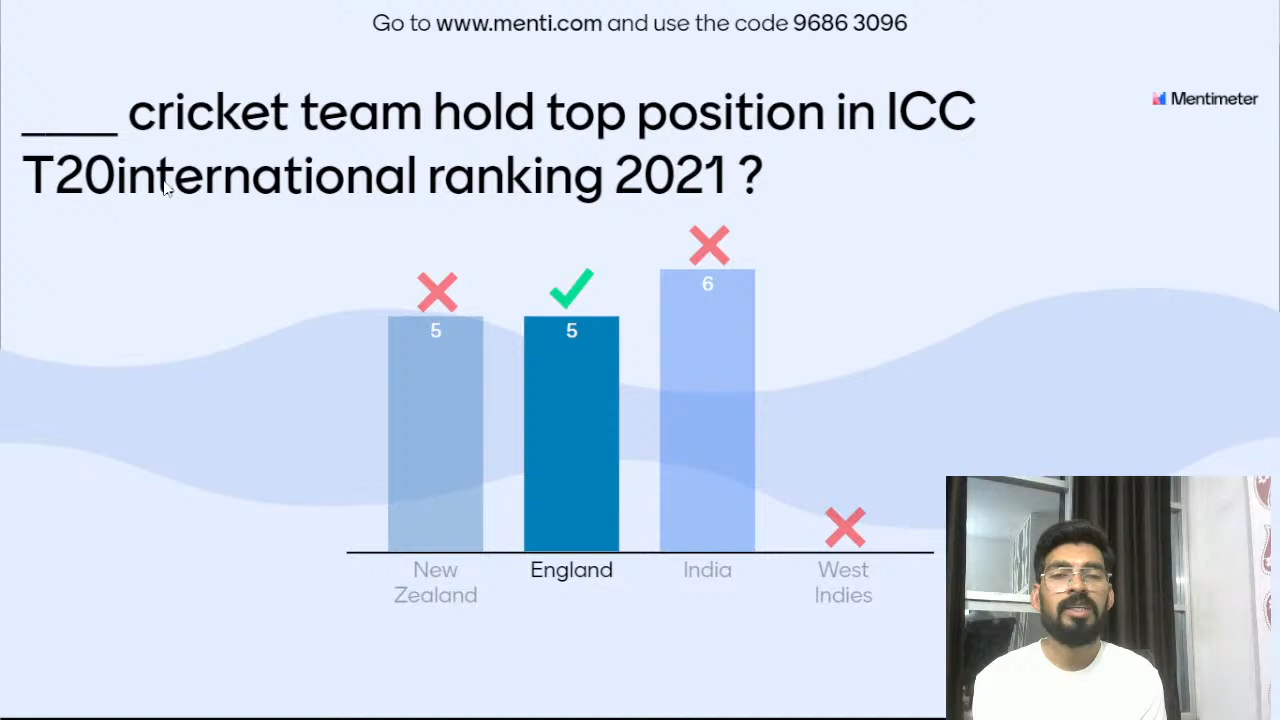 Go to www.menti.com and use the code 9686 3096
____ cricket team hold top position in ICC
T20international ranking 2021 ?
Mentimeter
5
5
6
New
Zealand
England
India
West
Indies